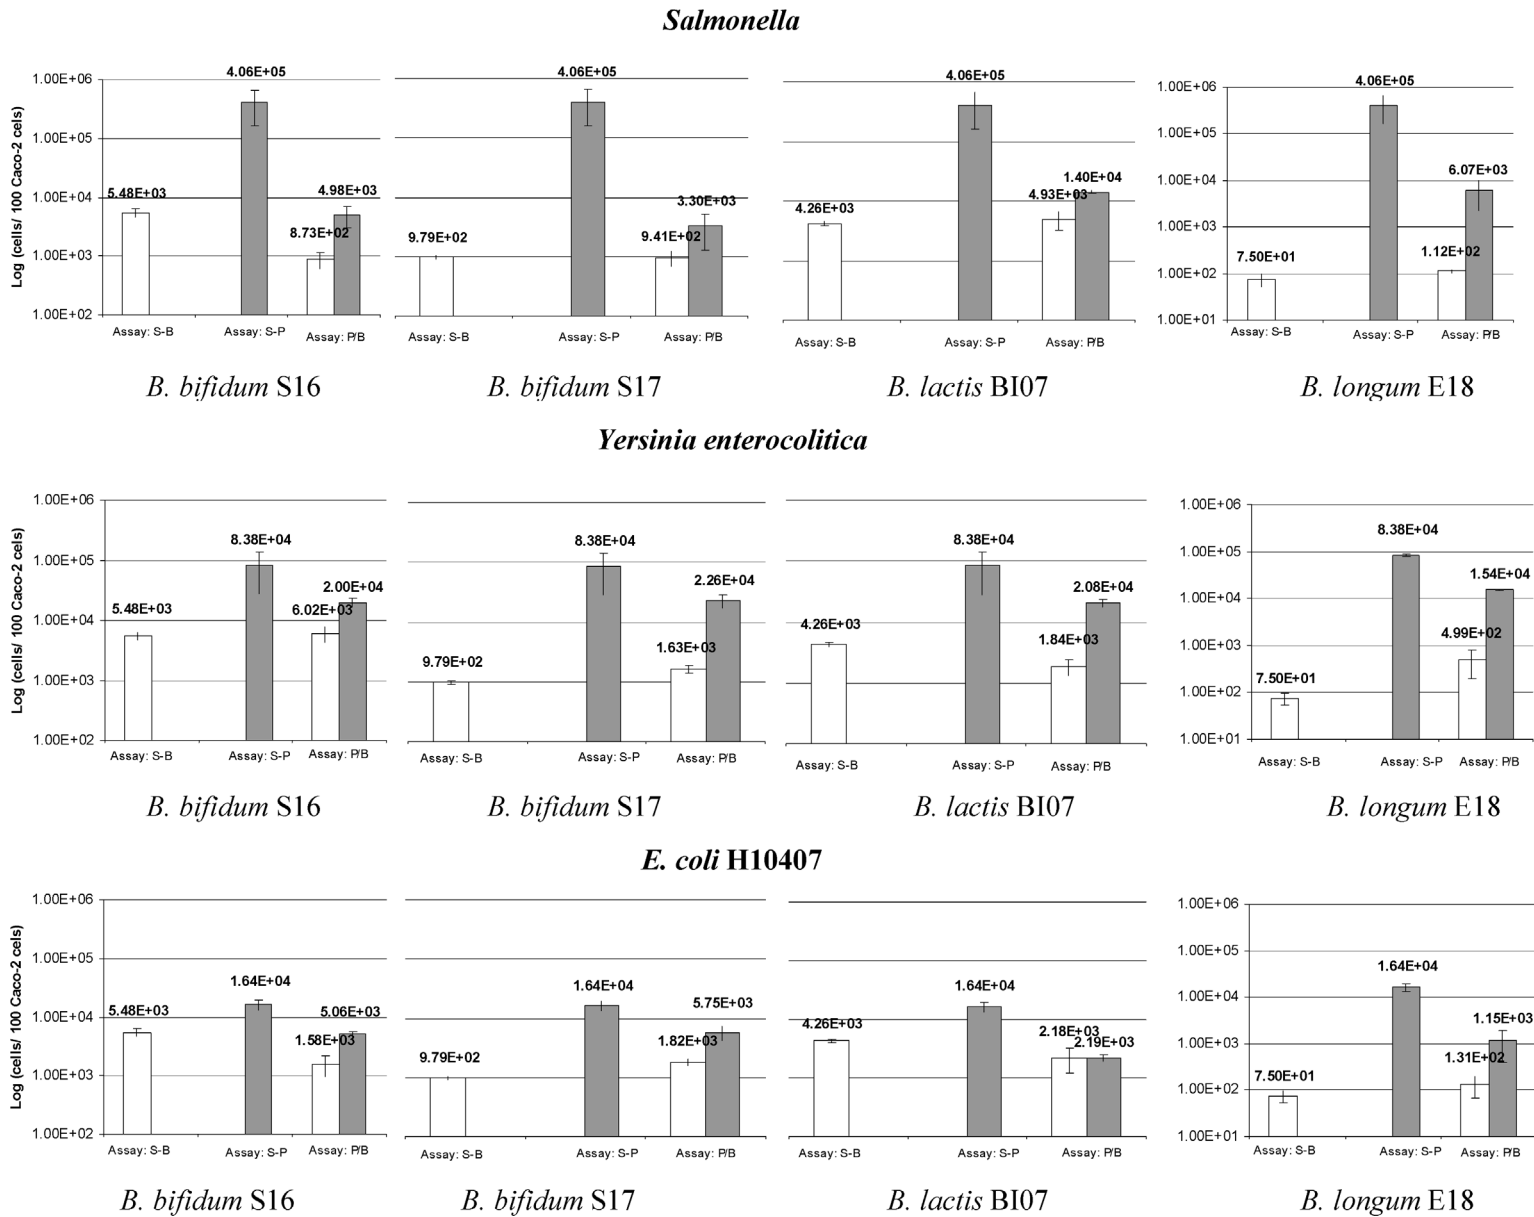 Salmonella
Log (cells/ 100 Caco-2 cels)
1.00E+06
1.00E+05
1.00E+04
1.00E+03
1.00E+02
5.48E+03
4.06E+05
8.73E+02
4.98E+03
Assay: S-B
Assay: S-P
Assay: P/B
B. bifidum S16
9.79E+02
4.06E+05
9.41E+02
3.30E+03
Assay: S-B
Assay: S-P
Assay: P/B
B. bifidum S17
4.26E+03
4.06E+05
4.93E+03
1.40E+04
Assay: S-B
Assay: S-P
Assay: P/B
B. lactis BI07
1.00E+06
1.00E+05
1.00E+04
1.00E+03
1.00E+02
1.00E+01
7.50E+01
4.06E+05
1.12E+02
6.07E+03
Assay: S-B
Assay: S-P
Assay: P/B
B. longum E18
Yersinia enterocolitica
Log (cells/ 100 Caco-2 cels)
1.00E+06
1.00E+05
1.00E+04
1.00E+03
1.00E+02
5.48E+03
8.38E+04
6.02E+03
2.00E+04
Assay: S-B
Assay: S-P
Assay: P/B
B. bifidum S16
9.79E+02
8.38E+04
1.63E+03
2.26E+04
Assay: S-B
Assay: S-P
Assay: P/B
B. bifidum S17
4.26E+03
8.38E+04
1.84E+03
2.08E+04
Assay: S-B
Assay: S-P
Assay: P/B
B. lactis BI07
1.00E+06
1.00E+05
1.00E+04
1.00E+03
1.00E+02
1.00E+01
7.50E+01
8.38E+04
4.99E+02
1.54E+04
Assay: S-B
Assay: S-P
Assay: P/B
B. longum E18
E. coli H10407
Log (cells/ 100 Caco-2 cels)
1.00E+06
1.00E+05
1.00E+04
1.00E+03
1.00E+02
5.48E+03
1.64E+04
1.58E+03
5.06E+03
Assay: S-B
Assay: S-P
Assay: P/B
B. bifidum S16
9.79E+02
1.64E+04
1.82E+03
5.75E+03
Assay: S-B
Assay: S-P
Assay: P/B
B. bifidum S17
4.26E+03
1.64E+04
2.18E+03
2.19E+03
Assay: S-B
Assay: S-P
Assay: P/B
B. lactis BI07
1.00E+06
1.00E+05
1.00E+04
1.00E+03
1.00E+02
1.00E+01
7.50E+01
1.64E+04
1.31E+02
1.15E+03
Assay: S-B
Assay: S-P
Assay: P/B
B. longum E18